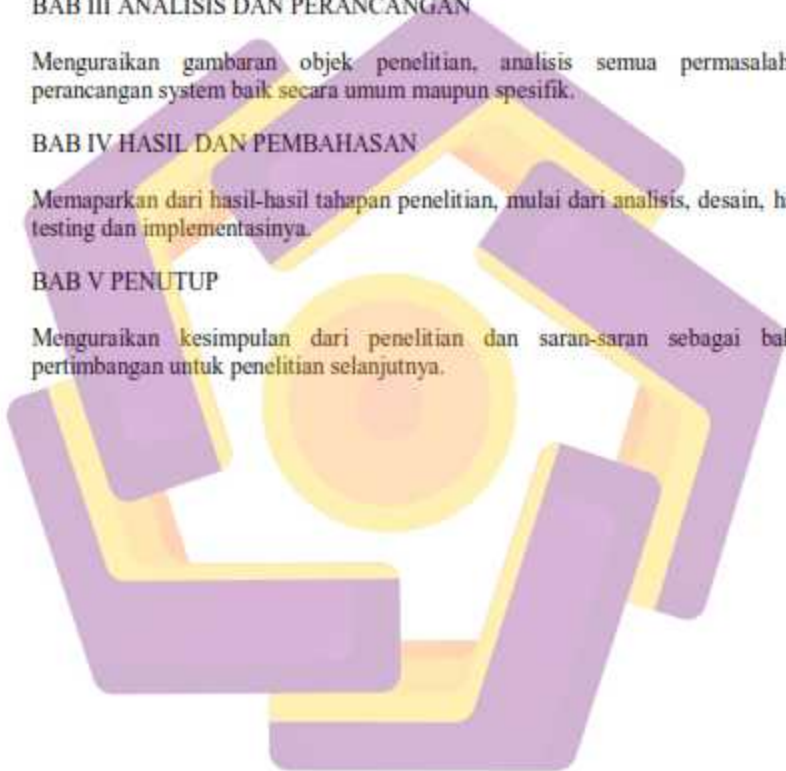 BAB III ANALISIS DAN PERANCANGAN
Menguraikan gambaran objek penelitian, analisis semua permasalah
perancangan system baik secara umum maupun spesifik.
BAB IV HASIL DAN PEMBAHASAN
Memaparkan dari hasil-hasil tahapan penelitian, mulai dari analisis, desain, h
testing dan implementasinya.
BAB V PENUTUP
Menguraikan kesimpulan dari penelitian dan saran-saran sebagai ba
pertimbangan untuk penelitian selanjutnya.